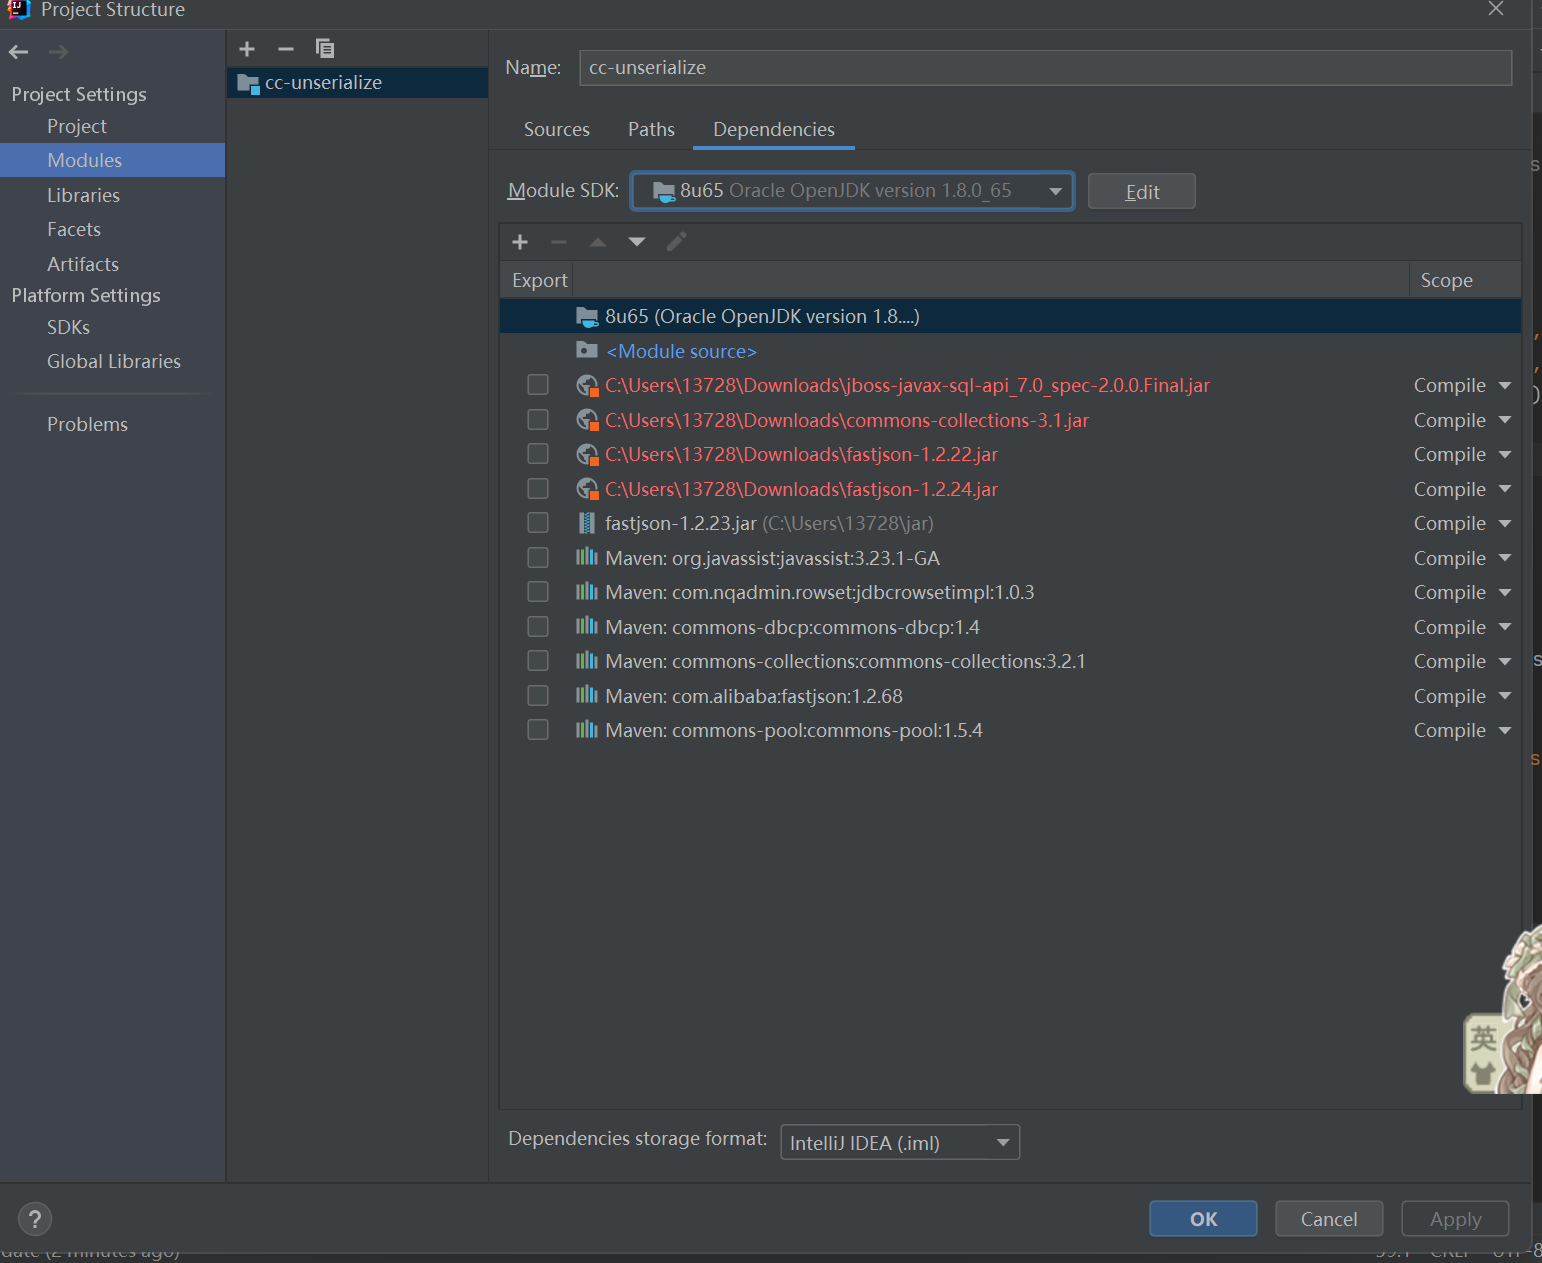 Project Structure
Project Settings
Project
Modules
Libraries
Facets
Artifacts
Platform Settings
SDKs
Global Libraries
Problems
cc-unserialize
Name: cc-unserialize
Sources Paths Dependencies
Module SDK: 8u65 Oracle OpenJDK version 1.8.0_65 Edit
Export Scope
8u65 (Oracle OpenJDK version 1.8....)
<Module source>
C:\Users\13728\Downloads\jboss-javax-sql-api_7.0_spec-2.0.0.Final.jar Compile
C:\Users\13728\Downloads\commons-collections-3.1.jar Compile
C:\Users\13728\Downloads\fastjson-1.2.22.jar Compile
C:\Users\13728\Downloads\fastjson-1.2.24.jar Compile
fastjson-1.2.23.jar (C:\Users\13728\jar) Compile
Maven: org.javassist:javassist:3.23.1-GA Compile
Maven: com.nqadmin.rowset:jdbcrowsetimpl:1.0.3 Compile
Maven: commons-dbcp:commons-dbcp:1.4 Compile
Maven: commons-collections:commons-collections:3.2.1 Compile
Maven: com.alibaba:fastjson:1.2.68 Compile
Maven: commons-pool:commons-pool:1.5.4 Compile
英
Dependencies storage format: IntelliJ IDEA (.iml)
? OK Cancel Apply
date (2 minutes ago)